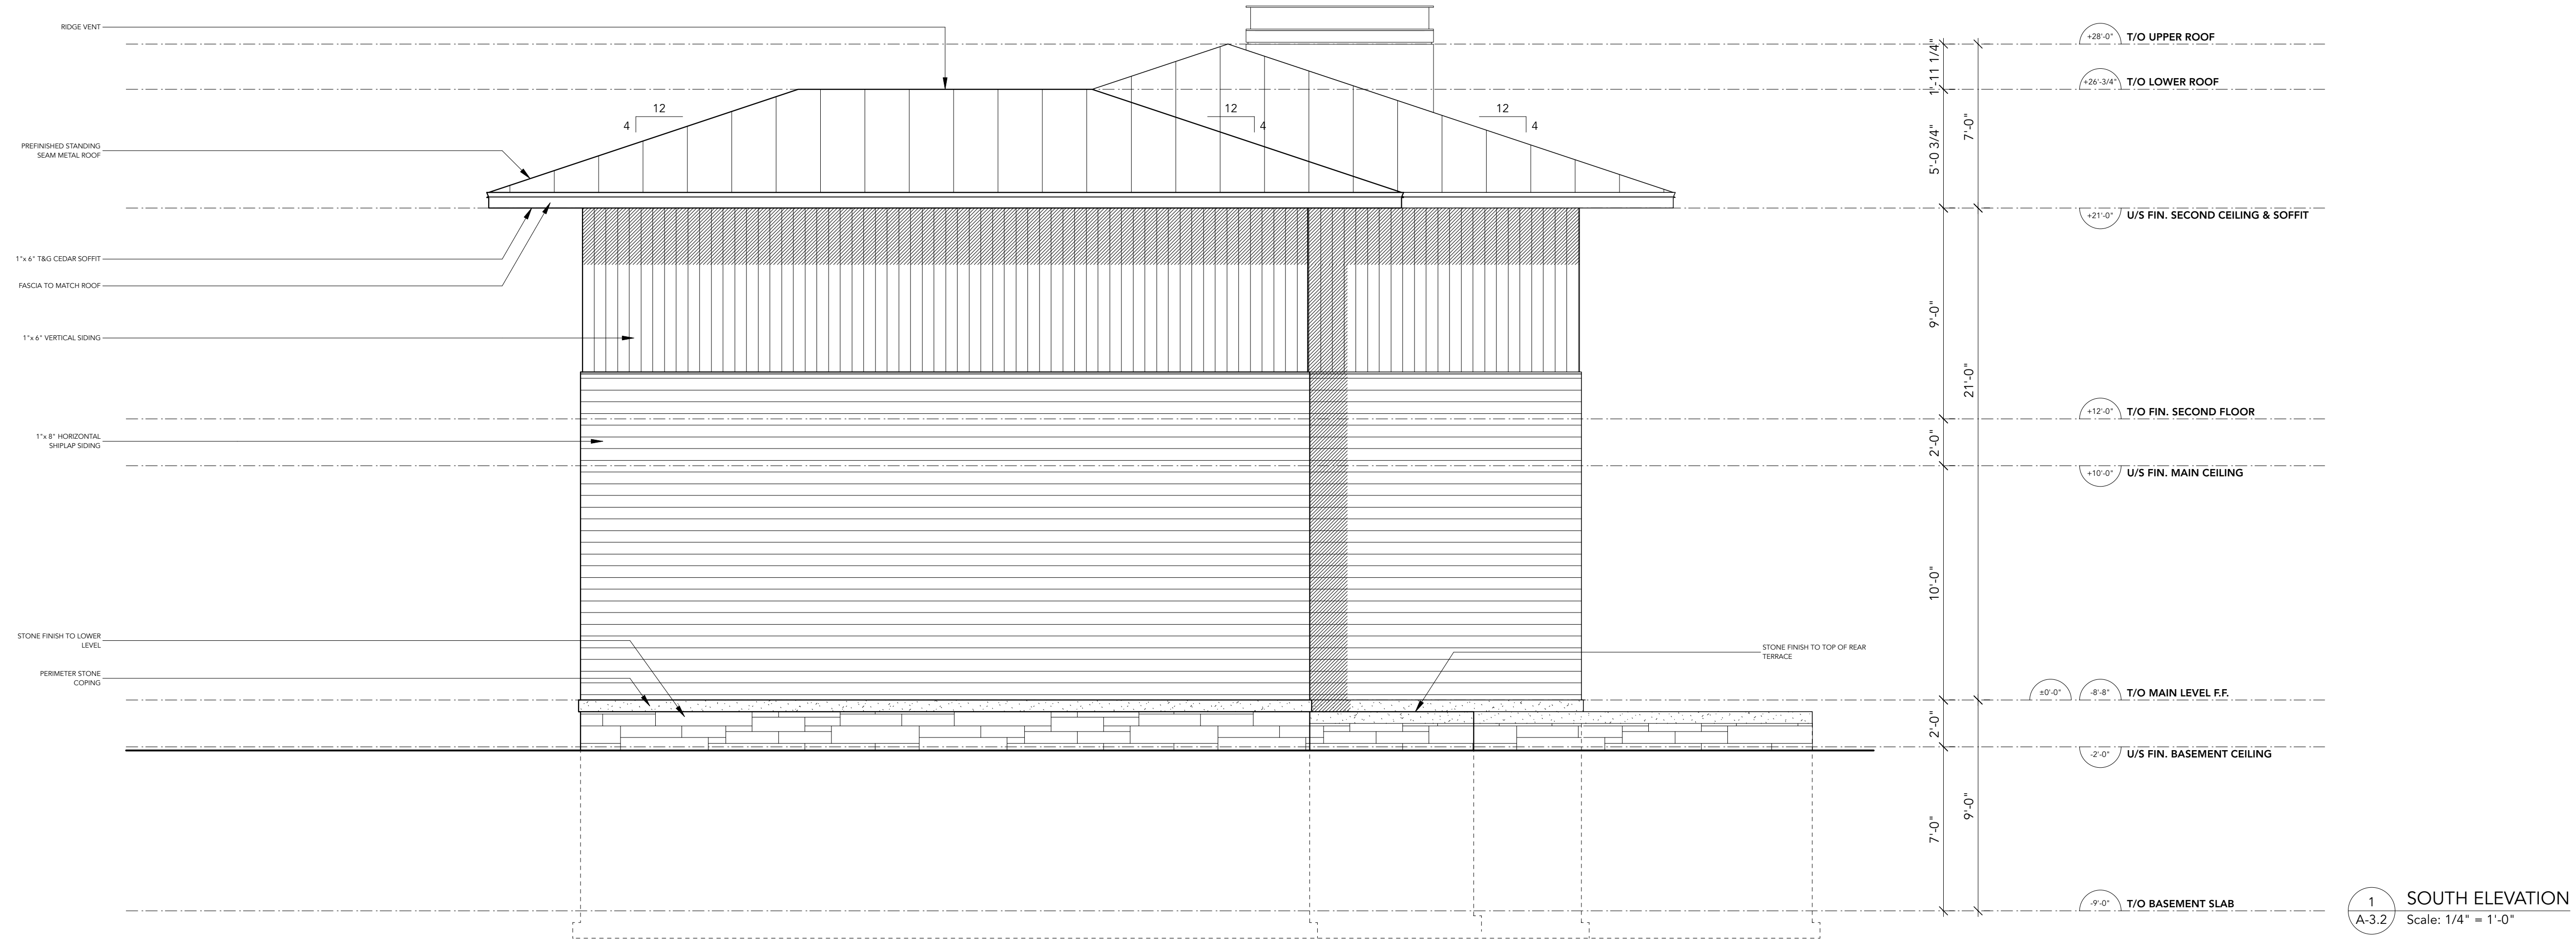 RIDGE VENT
PREFINISHED STANDING
SEAM METAL ROOF
1"x 6" T&G CEDAR SOFFIT
FASCIA TO MATCH ROOF
1"x 6" VERTICAL SIDING
1"x 8" HORIZONTAL
SHIPLAP SIDING
STONE FINISH TO LOWER
LEVEL
PERIMETER STONE
COPING
12
4
12
4
12
4
STONE FINISH TO TOP OF REAR
TERRACE
1'-11 1/4"
5'-0 3/4"
7'-0"
9'-0"
21'-0"
2'-0"
10'-0"
2'-0"
7'-0"
9'-0"
+28'-0" T/O UPPER ROOF
+26'-3/4" T/O LOWER ROOF
+21'-0" U/S FIN. SECOND CEILING & SOFFIT
+12'-0" T/O FIN. SECOND FLOOR
+10'-0" U/S FIN. MAIN CEILING
±0'-0" -8'-8" T/O MAIN LEVEL F.F.
-2'-0" U/S FIN. BASEMENT CEILING
-9'-0" T/O BASEMENT SLAB
1 SOUTH ELEVATION
A-3.2 Scale: 1/4" = 1'-0"